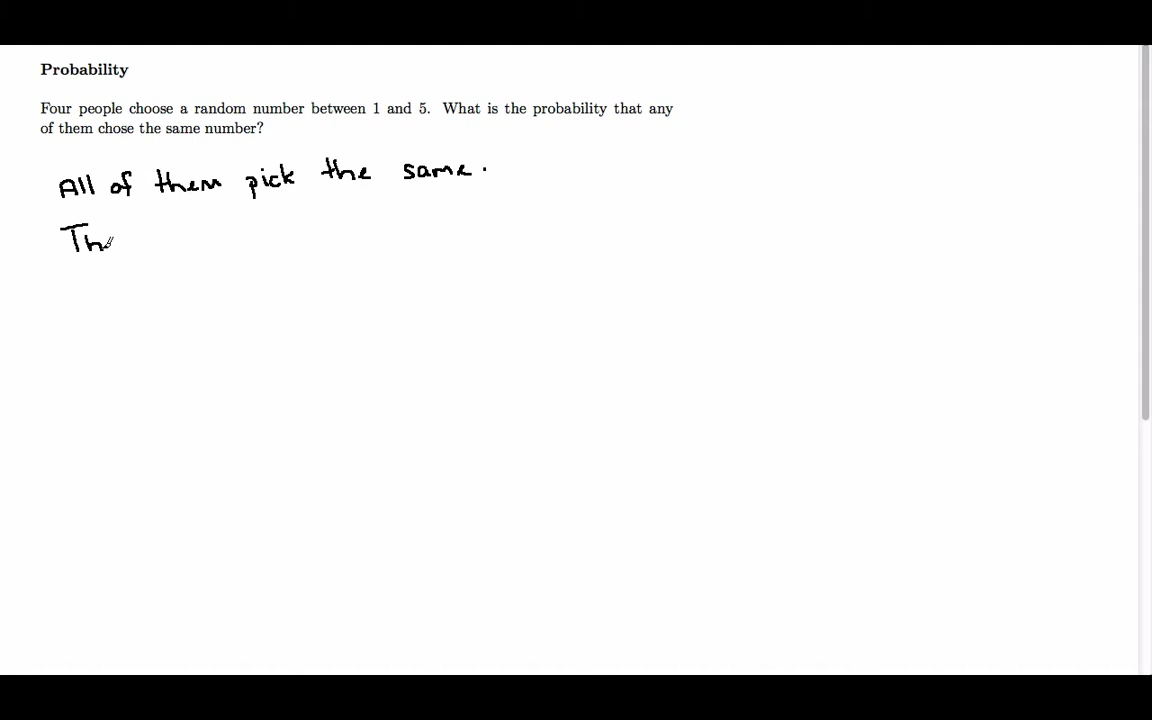 Probability
Four people choose a random number between 1 and 5. What is the probability that any
of them chose the same number?
All of them pick the same.
Th